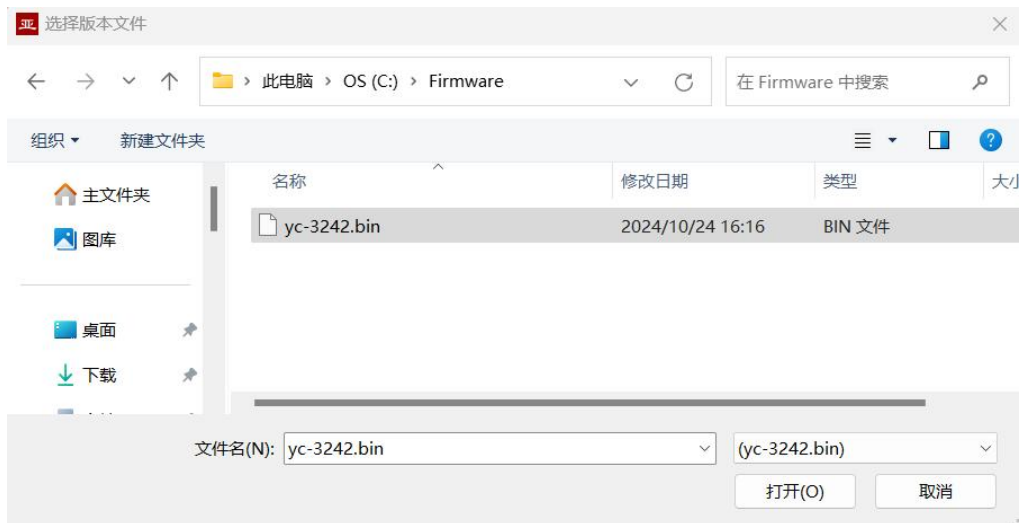 亚 选择版本文件
此电脑 > OS (C:) > Firmware 在 Firmware 中搜索
组织 新建文件夹
名称 修改日期 类型 大小
主文件夹
图库
yc-3242.bin 2024/10/24 16:16 BIN 文件
桌面
下载
文件名(N): yc-3242.bin (yc-3242.bin)
打开(O) 取消